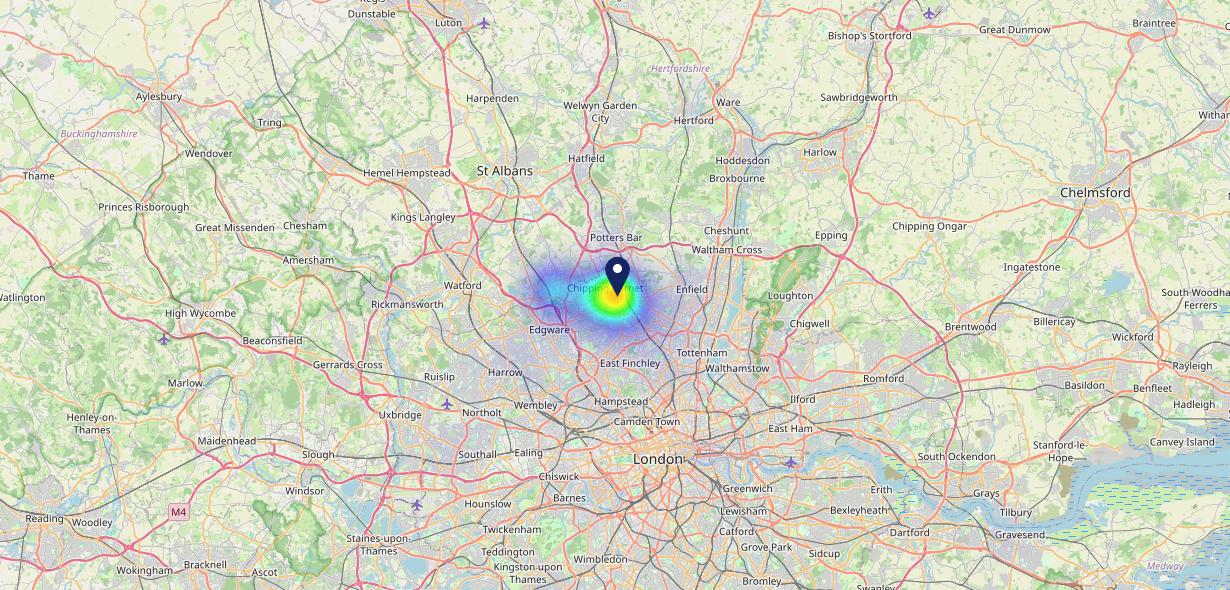 Regis
Dunstable
Luton
Bishop's Stortford
Great Dunmow
Braintree
Hertfordshire
Aylesbury
Harpenden
Welwyn Garden
City
Ware
Sawbridgeworth
Hertford
Witham
Buckinghamshire
Tring
Wendover
Hatfield
Hoddesdon
Harlow
Thame
Hemel Hempstead
St Albans
Broxbourne
Chelmsford
Princes Risborough
Kings Langley
Great Missenden
Chesham
Potters Bar
Cheshunt
Epping
Chipping Ongar
Waltham Cross
Amersham
Ingatestone
Watford
Enfield
Loughton
South Woodha
Ferrers
Watlington
Rickmansworth
High Wycombe
Edgware
Chigwell
Brentwood
Billericay
Wickford
Beaconsfield
Gerrards Cross
East Finchley
Tottenham
Walthamstow
Rayleigh
Marlow
Ruislip
Harrow
Romford
Basildon
Benfleet
Hadleigh
Henley-on-
Thames
Uxbridge
Northolt
Wembley
Hampstead
Ilford
Camden Town
East Ham
Maidenhead
Slough
Southall
Ealing
London
South Ockendon
Stanford-le-
Hope
Canvey Island
Windsor
Chiswick
Greenwich
Erith
Grays
Reading
Woodley
M4
Hounslow
Barnes
Lewisham
Bexleyheath
Tilbury
Staines-upon-
Thames
Twickenham
Catford
Dartford
Gravesend
Teddington
Wimbledon
Grove Park
Sidcup
Wokingham
Bracknell
Ascot
Kingston upon
Thames
Bromley
Swanley
Medway